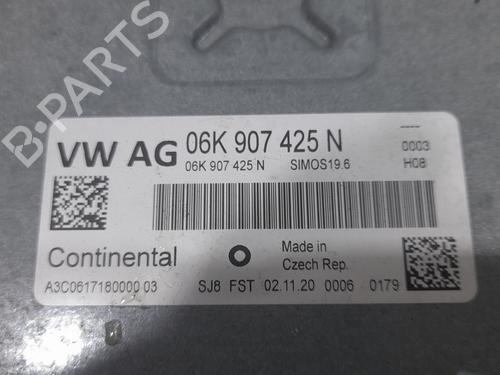 VW AG 06K 907 425 N
06K 907 425 N SIMOS19.6
0003
H08
Continental
Made in
Czech Rep.
A3C0617180000 03 SJ8 FST 02.11.20 0006 0179
B-Parts